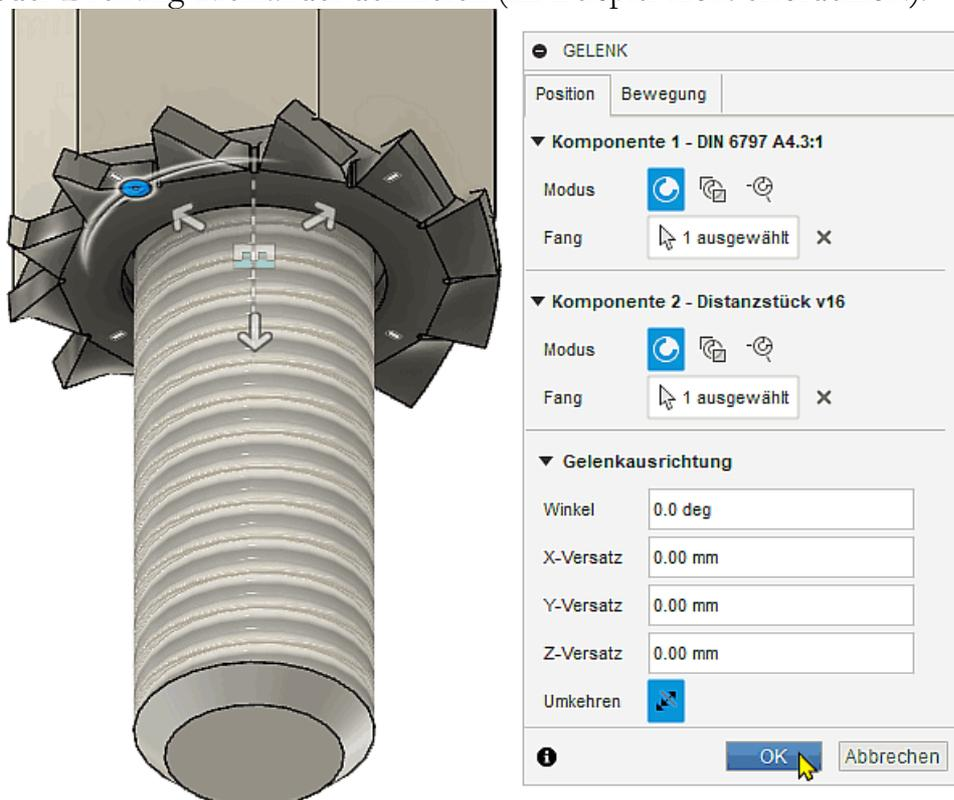 GELENK
Position Bewegung
Komponente 1 - DIN 6797 A4.3:1
Modus
Fang 1 ausgewählt
Komponente 2 - Distanzstück v16
Modus
Fang 1 ausgewählt
Gelenkausrichtung
Winkel 0.0 deg
X-Versatz 0.00 mm
Y-Versatz 0.00 mm
Z-Versatz 0.00 mm
Umkehren
OK Abbrechen